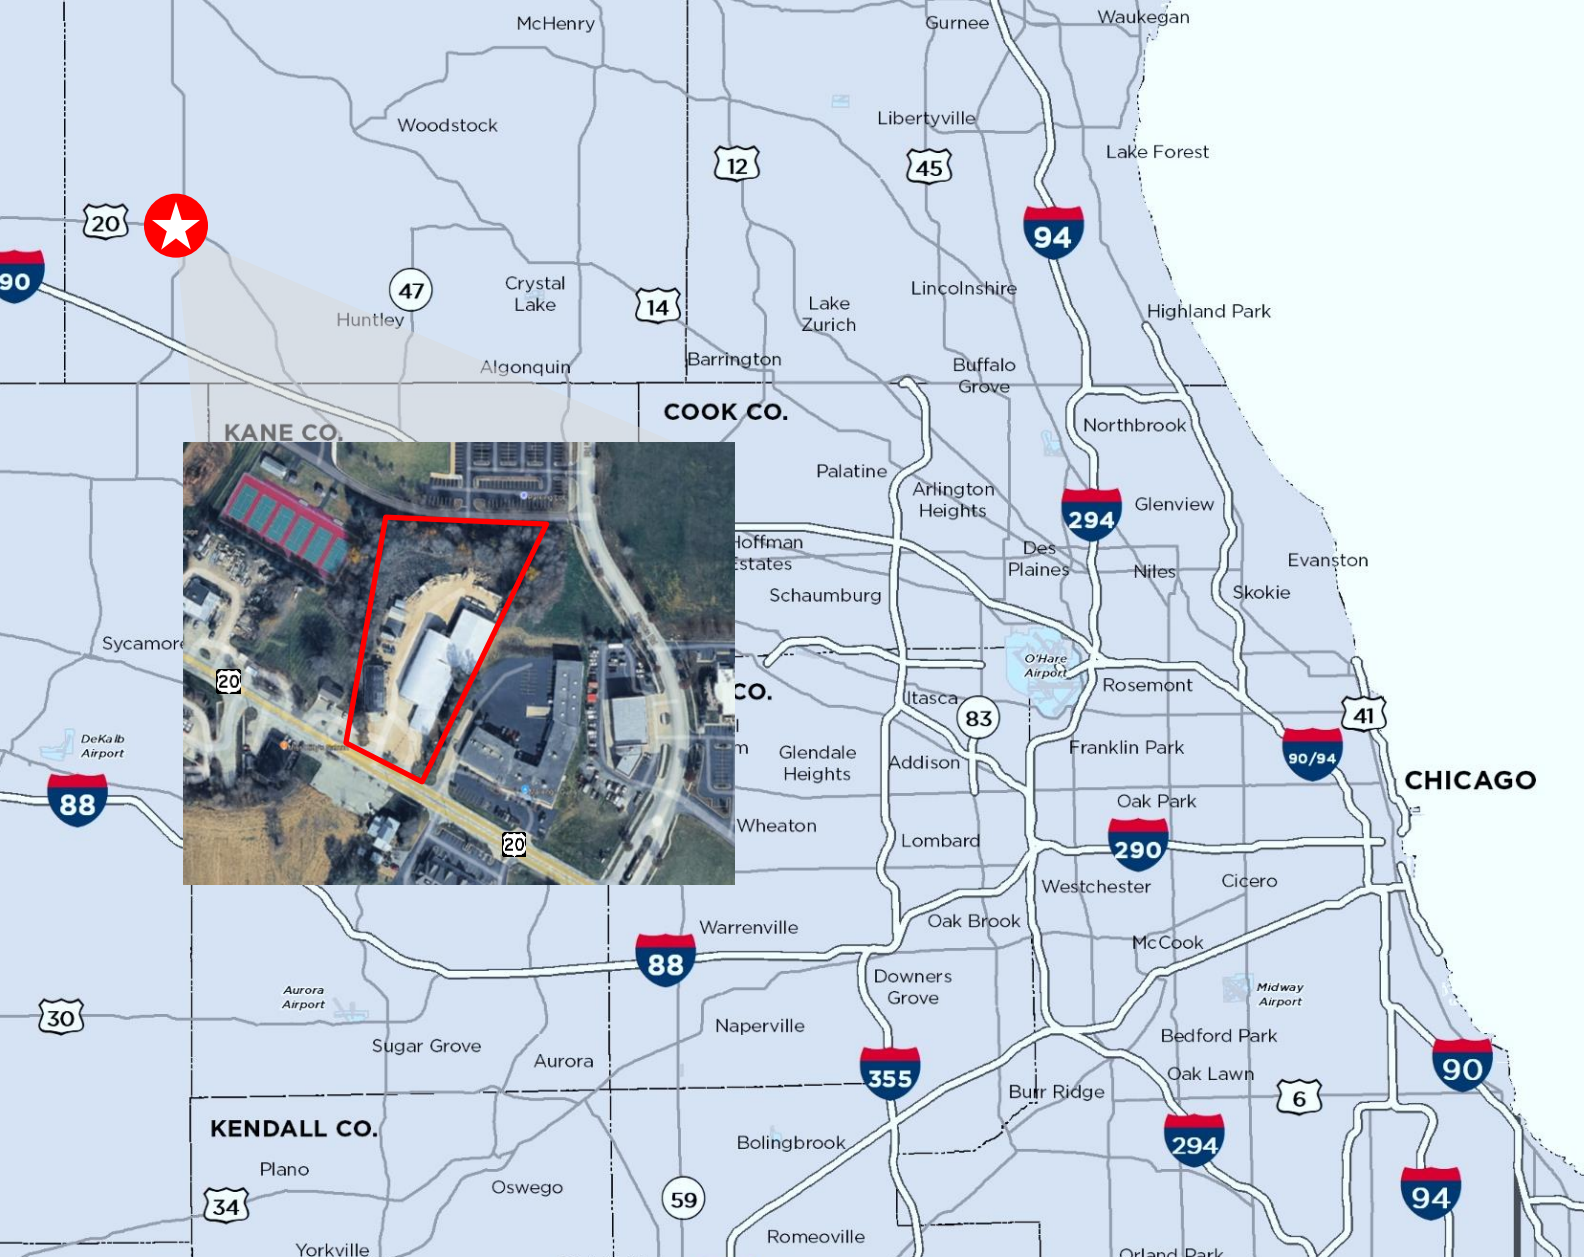 McHenry
Gurnee
Waukegan
Woodstock
Libertyville
Lake Forest
12
45
20
94
90
47
Crystal
Lake
14
Lincolnshire
Lake
Zurich
Highland Park
Huntley
Algonquin
Barrington
Buffalo
Grove
COOK CO.
KANE CO.
Northbrook
Palatine
Arlington
Heights
294
Glenview
Hoffman
Estates
Des
Plaines
Niles
Evanston
Schaumburg
Skokie
Sycamore
20
O'Hare
Airport
Rosemont
CO.
Itasca
83
41
DeKalb
Airport
m
Glendale
Heights
Addison
Franklin Park
90/94
CHICAGO
88
Oak Park
Wheaton
Lombard
290
20
Westchester
Cicero
Warrenville
Oak Brook
McCook
88
Aurora
Airport
Downers
Grove
Midway
Airport
30
Naperville
Bedford Park
Sugar Grove
Aurora
355
Oak Lawn
90
Burr Ridge
6
KENDALL CO.
Bolingbrook
294
Plano
Oswego
34
59
94
Romeoville
Yorkville
Orland Park